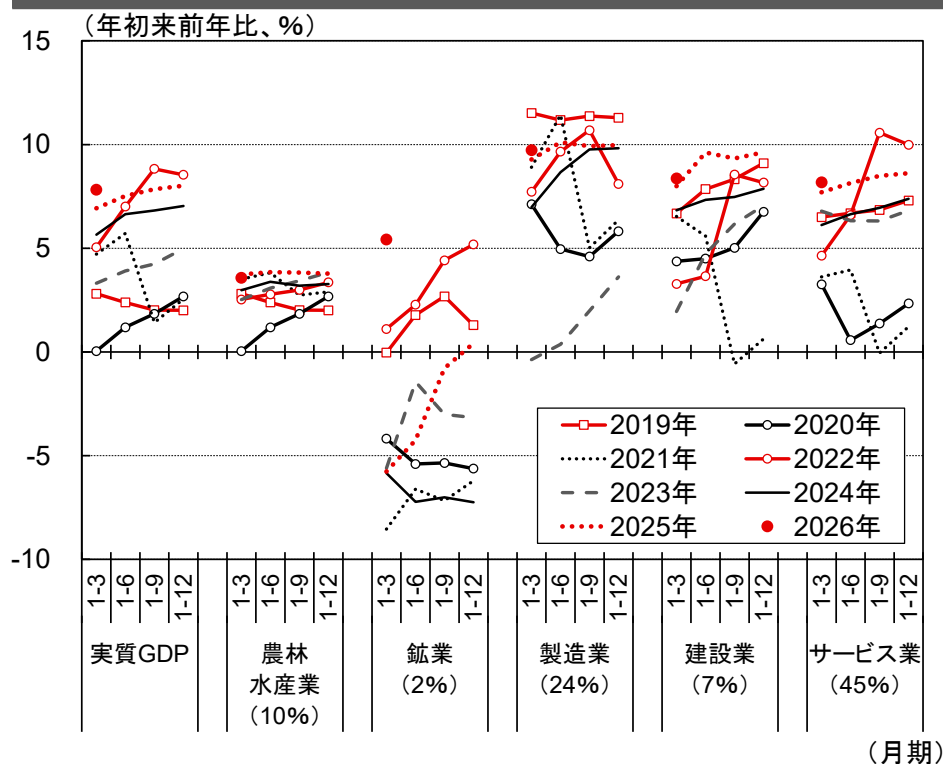 （年初来前年比、%）
15
10
5
0
-5
-10
2019年
2020年
2021年
2022年
2023年
2024年
2025年
2026年
1-3
1-6
1-9
1-12
1-3
1-6
1-9
1-12
1-3
1-6
1-9
1-12
1-3
1-6
1-9
1-12
1-3
1-6
1-9
1-12
1-3
1-6
1-9
1-12
実質GDP
農林
水産業
（10%）
鉱業
（2%）
製造業
（24%）
建設業
（7%）
サービス業
（45%）
（月期）